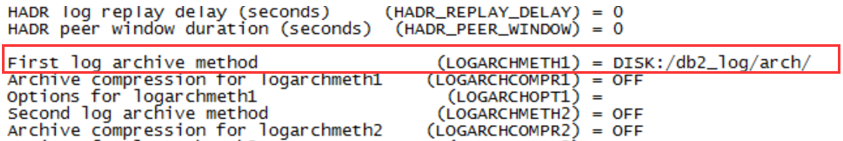 HADR log replay delay (seconds) (HADR_REPLAY_DELAY) = 0
HADR peer window duration (seconds) (HADR_PEER_WINDOW) = 0
First log archive method (LOGARCHMETH1) = DISK:/db2_log/arch/
Archive compression for logarchmeth1 (LOGARCHCOMPR1) = OFF
Options for logarchmeth1 (LOGARCHOPT1) =
Second log archive method (LOGARCHMETH2) = OFF
Archive compression for logarchmeth2 (LOGARCHCOMPR2) = OFF